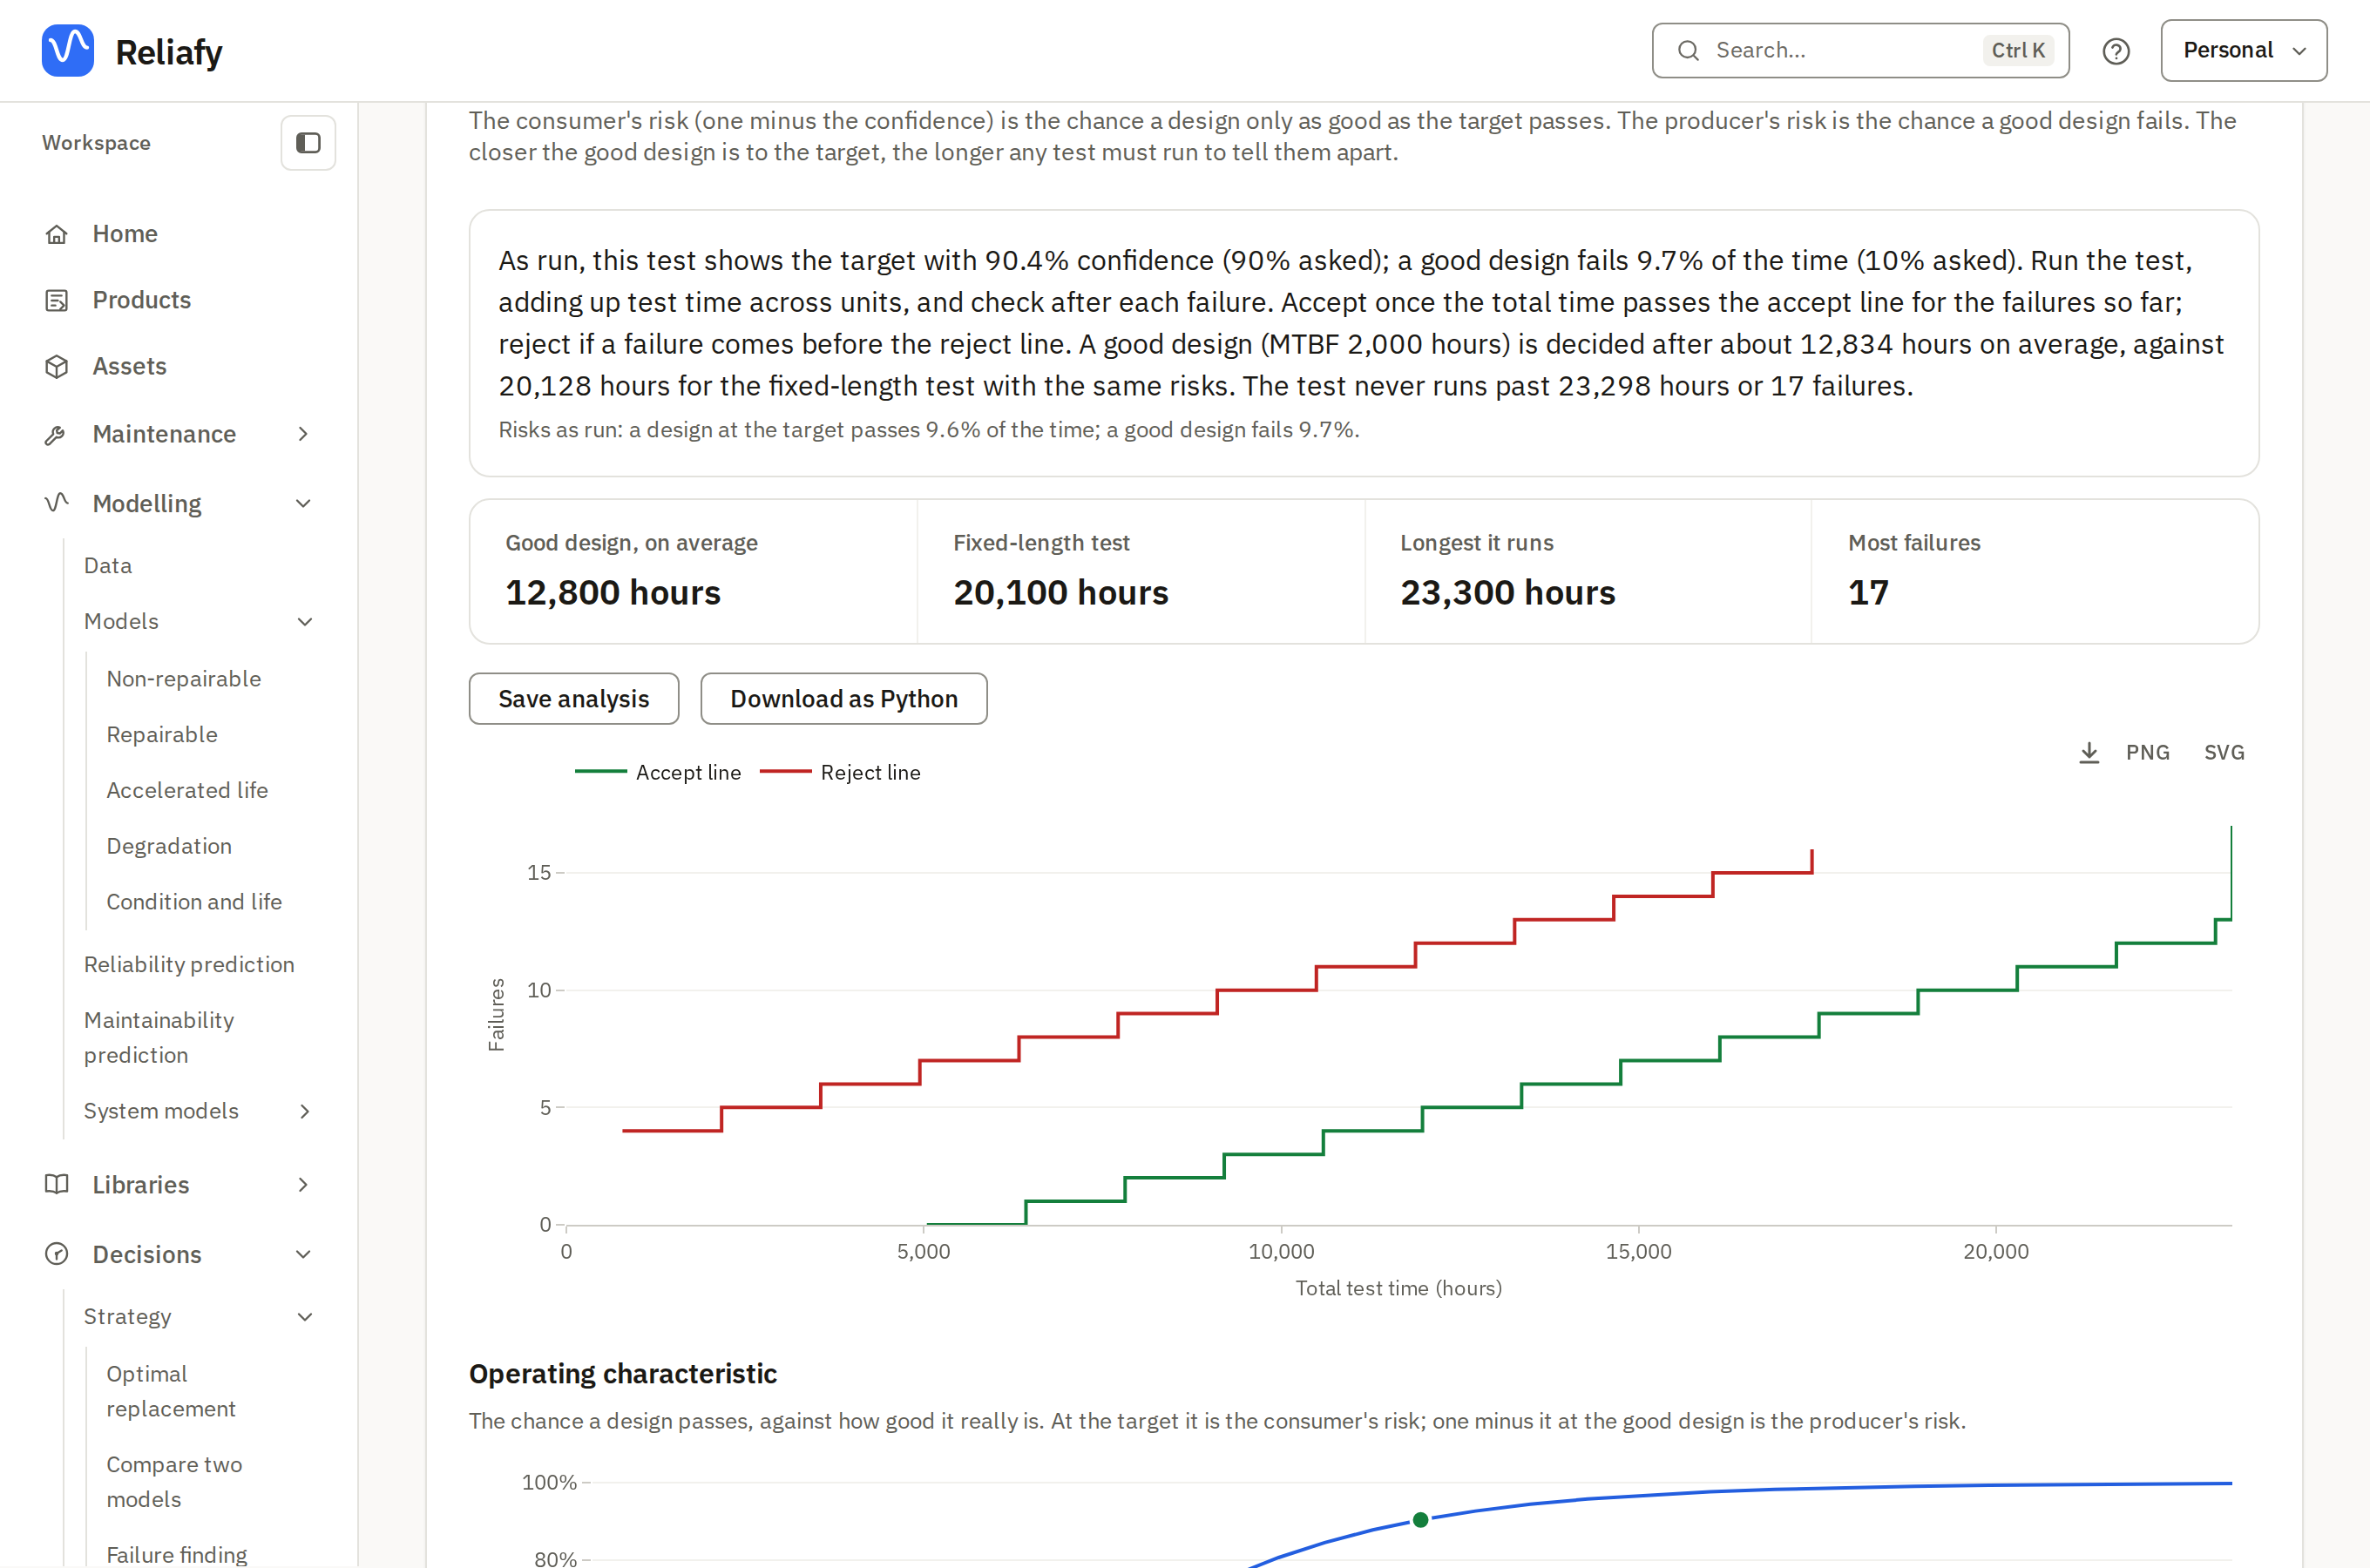 Reliafy
Search...
Ctrl K
Personal
Workspace
Home
Products
Assets
Maintenance
Modelling
Data
Models
Non-repairable
Repairable
Accelerated life
Degradation
Condition and life
Reliability prediction
Maintainability
prediction
System models
Libraries
Decisions
Strategy
Optimal
replacement
Compare two
models
Failure finding
The consumer's risk (one minus the confidence) is the chance a design only as good as the target passes. The producer's risk is the chance a good design fails. The
closer the good design is to the target, the longer any test must run to tell them apart.
As run, this test shows the target with 90.4% confidence (90% asked); a good design fails 9.7% of the time (10% asked). Run the test,
adding up test time across units, and check after each failure. Accept once the total time passes the accept line for the failures so far;
reject if a failure comes before the reject line. A good design (MTBF 2,000 hours) is decided after about 12,834 hours on average, against
20,128 hours for the fixed-length test with the same risks. The test never runs past 23,298 hours or 17 failures.
Risks as run: a design at the target passes 9.6% of the time; a good design fails 9.7%.
Good design, on average
12,800 hours
Fixed-length test
20,100 hours
Longest it runs
23,300 hours
Most failures
17
Save analysis
Download as Python
PNG
SVG
Accept line
Reject line
Failures
15
10
5
0
0
5,000
10,000
15,000
20,000
Total test time (hours)
Operating characteristic
The chance a design passes, against how good it really is. At the target it is the consumer's risk; one minus it at the good design is the producer's risk.
100%
80%